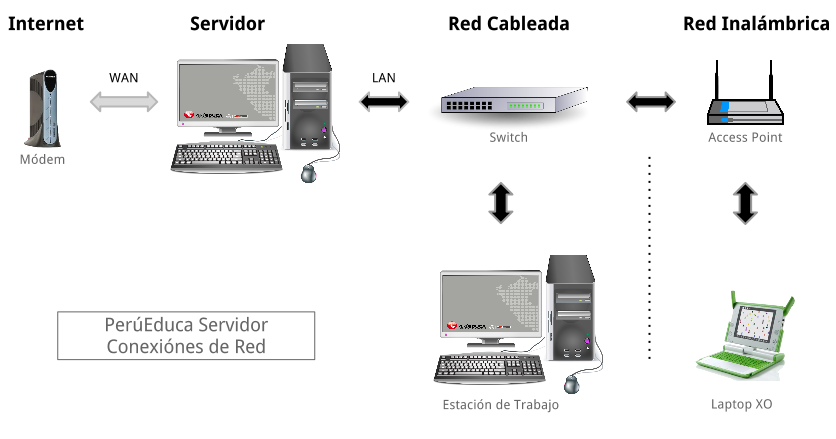 Internet
Servidor
Red Cableada
Red Inalámbrica
WAN
LAN
Módem
Switch
Access Point
PerúEduca Servidor
Conexiónes de Red
Estación de Trabajo
Laptop XO